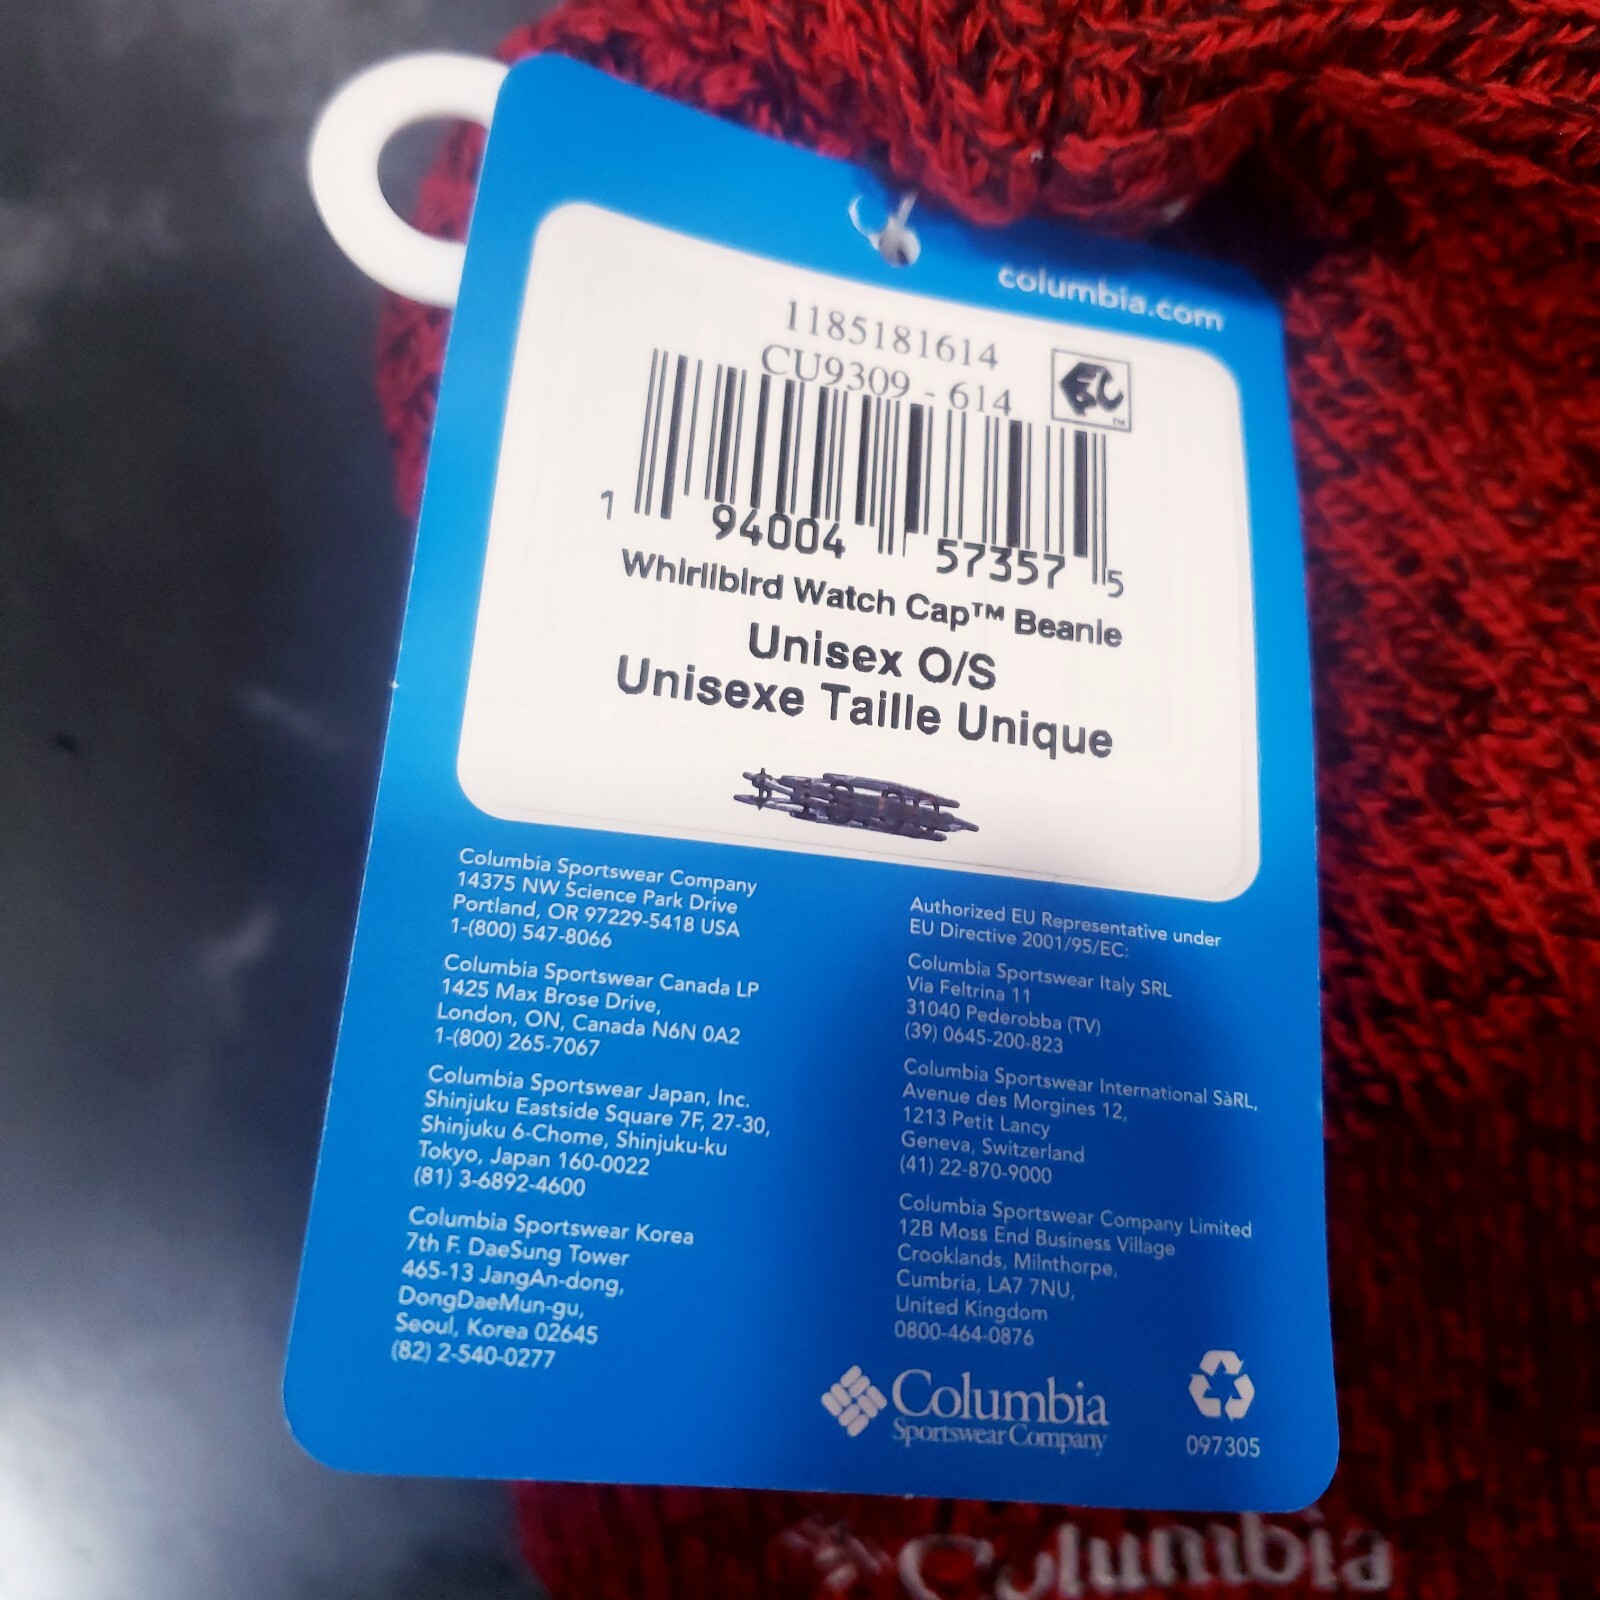 columbia.com
1185181614
CU9309 - 614
EC
TM
1 94004 57357 5
Whirlibird Watch Cap™ Beanie
Unisex O/S
Unisexe Taille Unique
Columbia Sportswear Company
14375 NW Science Park Drive
Portland, OR 97229-5418 USA
1-(800) 547-8066
Columbia Sportswear Canada LP
1425 Max Brose Drive,
London, ON, Canada N6N 0A2
1-(800) 265-7067
Columbia Sportswear Japan, Inc.
Shinjuku Eastside Square 7F, 27-30,
Shinjuku 6-Chome, Shinjuku-ku
Tokyo, Japan 160-0022
(81) 3-6892-4600
Columbia Sportswear Korea
7th F. DaeSung Tower
465-13 JangAn-dong,
DongDaeMun-gu,
Seoul, Korea 02645
(82) 2-540-0277
Authorized EU Representative under
EU Directive 2001/95/EC:
Columbia Sportswear Italy SRL
Via Feltrina 11
31040 Pederobba (TV)
(39) 0645-200-823
Columbia Sportswear International SàRL,
Avenue des Morgines 12,
1213 Petit Lancy
Geneva, Switzerland
(41) 22-870-9000
Columbia Sportswear Company Limited
12B Moss End Business Village
Crooklands, Milnthorpe,
Cumbria, LA7 7NU,
United Kingdom
0800-464-0876
Columbia
Sportswear Company
097305
Columbia